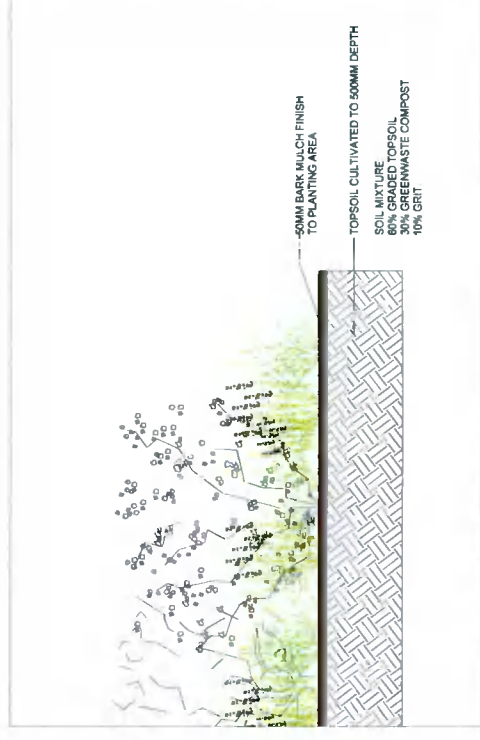 50MM BARK MULCH FINISH
TO PLANTING AREA
TOPSOIL CULTIVATED TO 500MM DEPTH
SOIL MIXTURE
60% GRADED TOPSOIL
30% GREENWASTE COMPOST
10% GRIT